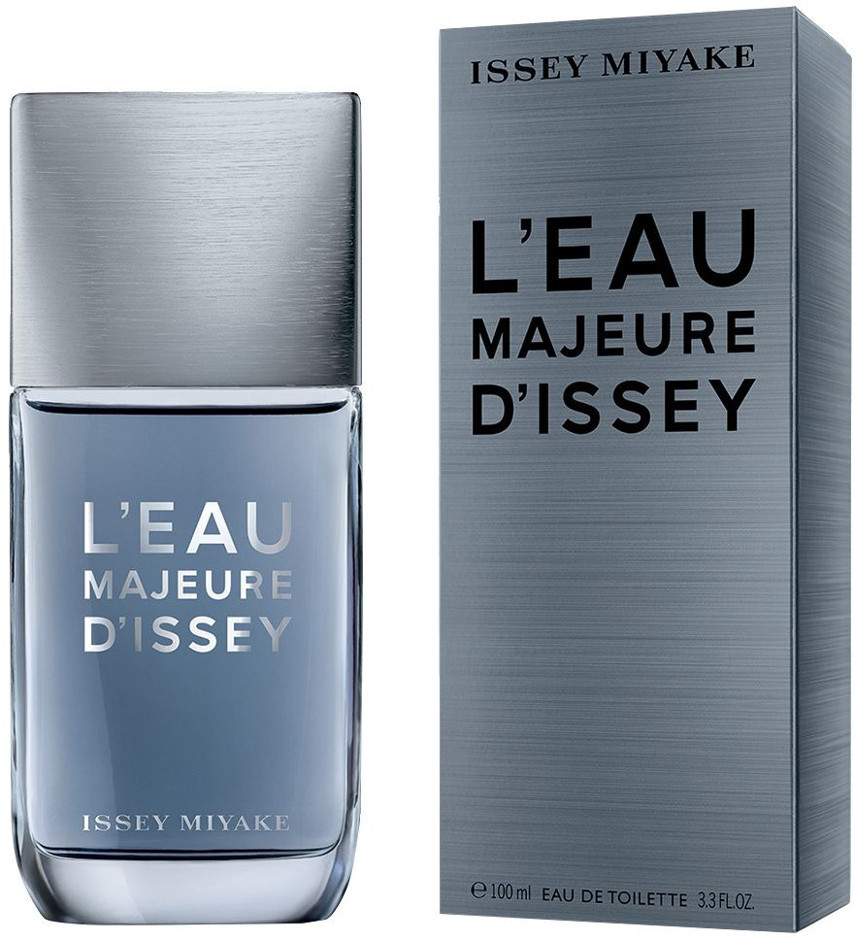 L'EAU
MAJEURE
D'ISSEY
ISSEY MIYAKE
ISSEY MIYAKE
L'EAU
MAJEURE
D'ISSEY
℮ 100 ml EAU DE TOILETTE 3.3 FL.OZ.